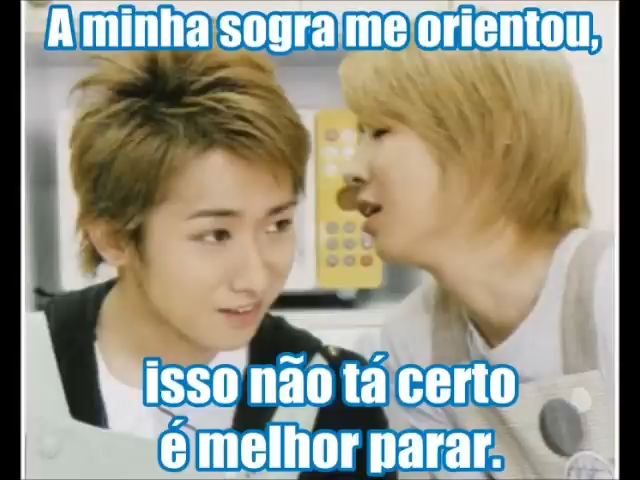 A minha sogra me orientou,
isso não tá certo
é melhor parar.